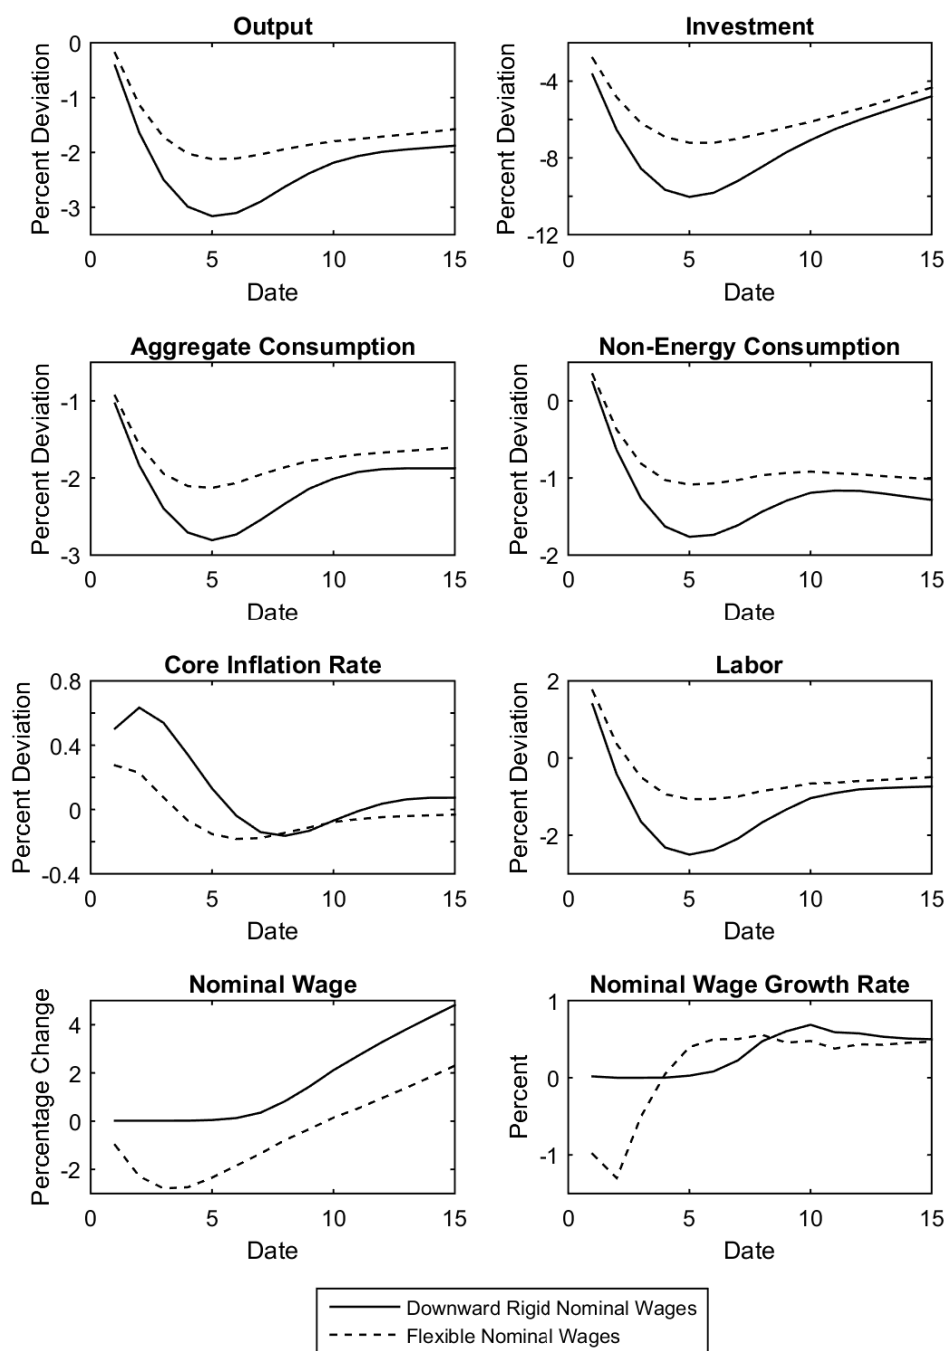 Output
Percent Deviation
0
-1
-2
-3
0 5 10 15
Date
Investment
Percent Deviation
-4
-8
-12
0 5 10 15
Date
Aggregate Consumption
Percent Deviation
-1
-2
-3
0 5 10 15
Date
Non-Energy Consumption
Percent Deviation
0
-1
-2
0 5 10 15
Date
Core Inflation Rate
Percent Deviation
0.8
0.4
0
-0.4
0 5 10 15
Date
Labor
Percent Deviation
2
0
-2
0 5 10 15
Date
Nominal Wage
Percentage Change
4
2
0
-2
0 5 10 15
Date
Nominal Wage Growth Rate
Percent
1
0
-1
0 5 10 15
Date
Downward Rigid Nominal Wages
Flexible Nominal Wages